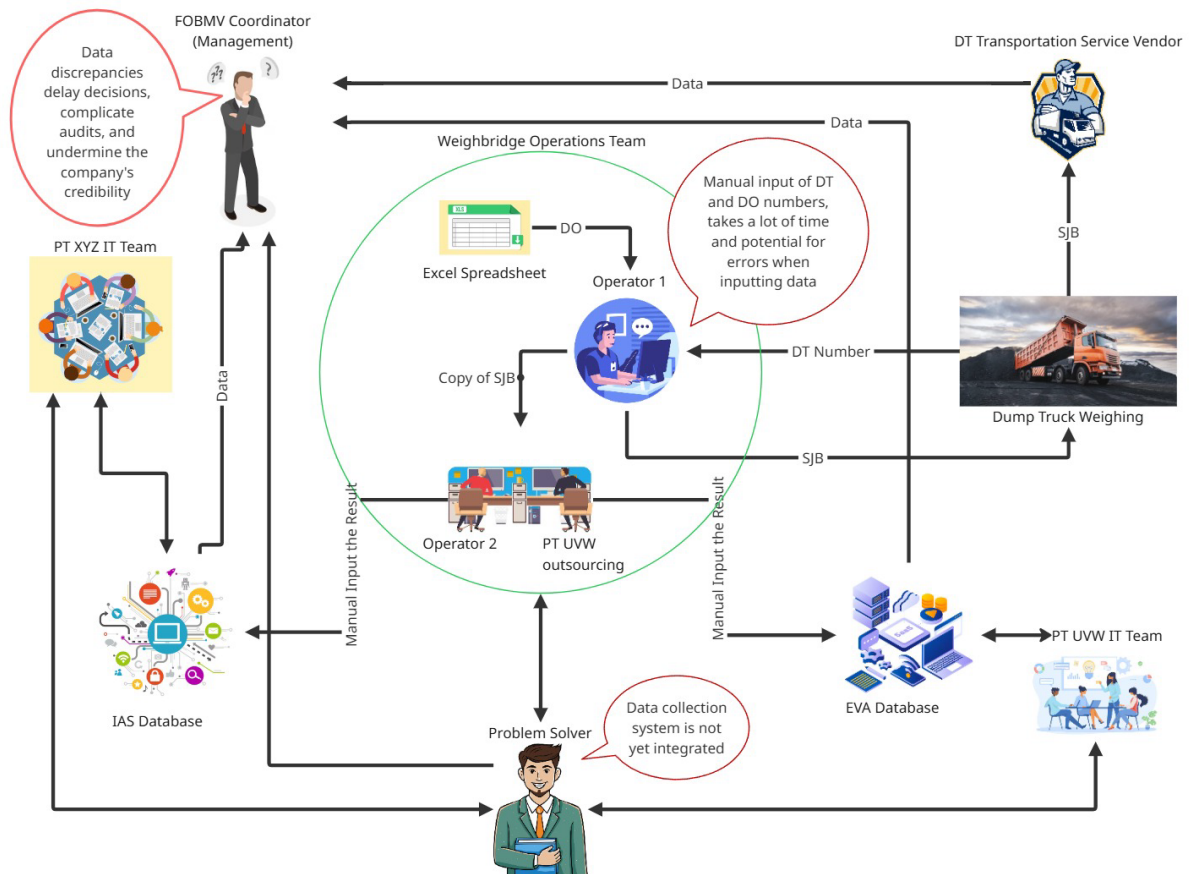 FOBMV Coordinator
(Management)
Data
discrepancies
delay decisions,
complicate
audits, and
undermine the
company's
credibility
???
?
DT Transportation Service Vendor
Data
Data
Weighbridge Operations Team
Manual input of DT
and DO numbers,
takes a lot of time
and potential for
errors when
inputting data
DO
Excel Spreadsheet
Operator 1
SJB
PT XYZ IT Team
DT Number
Copy of SJB
Data
Dump Truck Weighing
SJB
Manual Input the Result
Operator 2
PT UVW
outsourcing
Manual Input the Result
SaaS
PT UVW IT Team
IAS Database
EVA Database
Problem Solver
Data collection
system is not
yet integrated